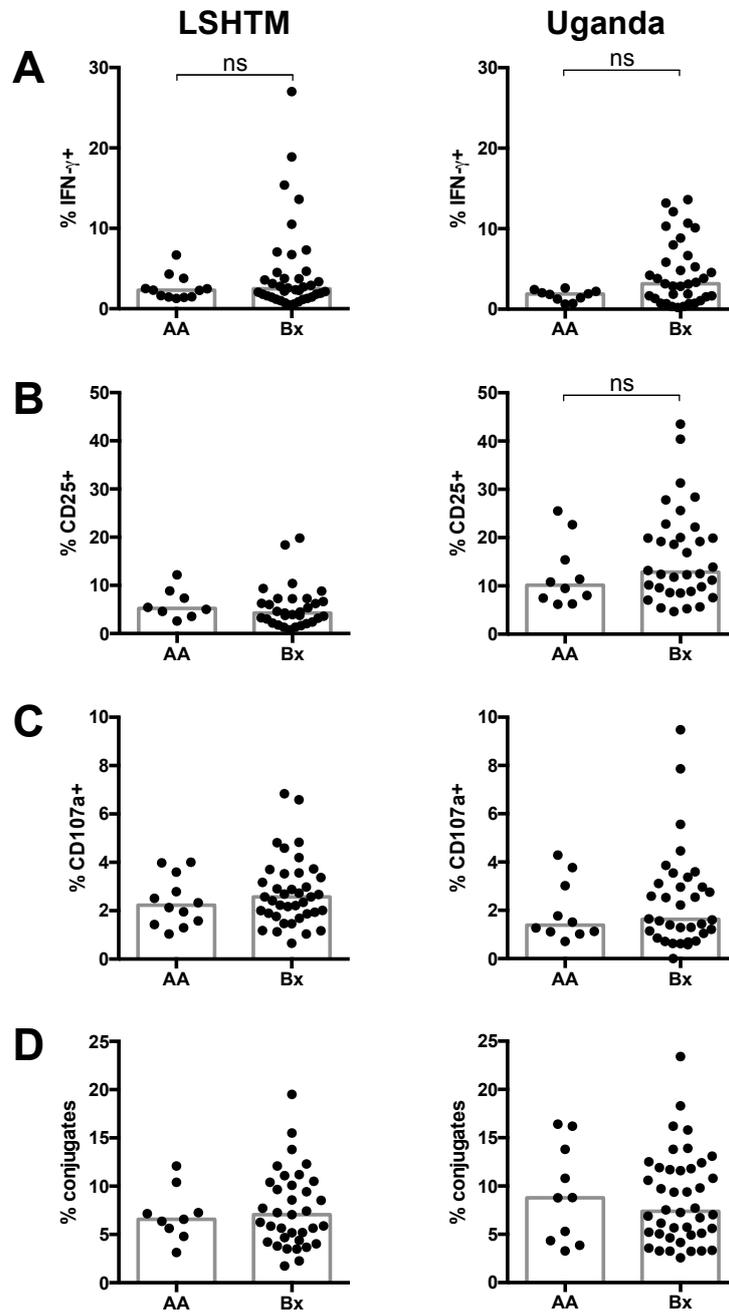 LSHTM
Uganda
A
30
20
10
0
% IFN-γ+
ns
AA
Bx
30
20
10
0
% IFN-γ+
ns
AA
Bx
B
50
40
30
20
10
0
% CD25+
AA
Bx
50
40
30
20
10
0
% CD25+
ns
AA
Bx
C
10
8
6
4
2
0
% CD107a+
AA
Bx
10
8
6
4
2
0
% CD107a+
AA
Bx
D
25
20
15
10
5
0
% conjugates
AA
Bx
25
20
15
10
5
0
% conjugates
AA
Bx